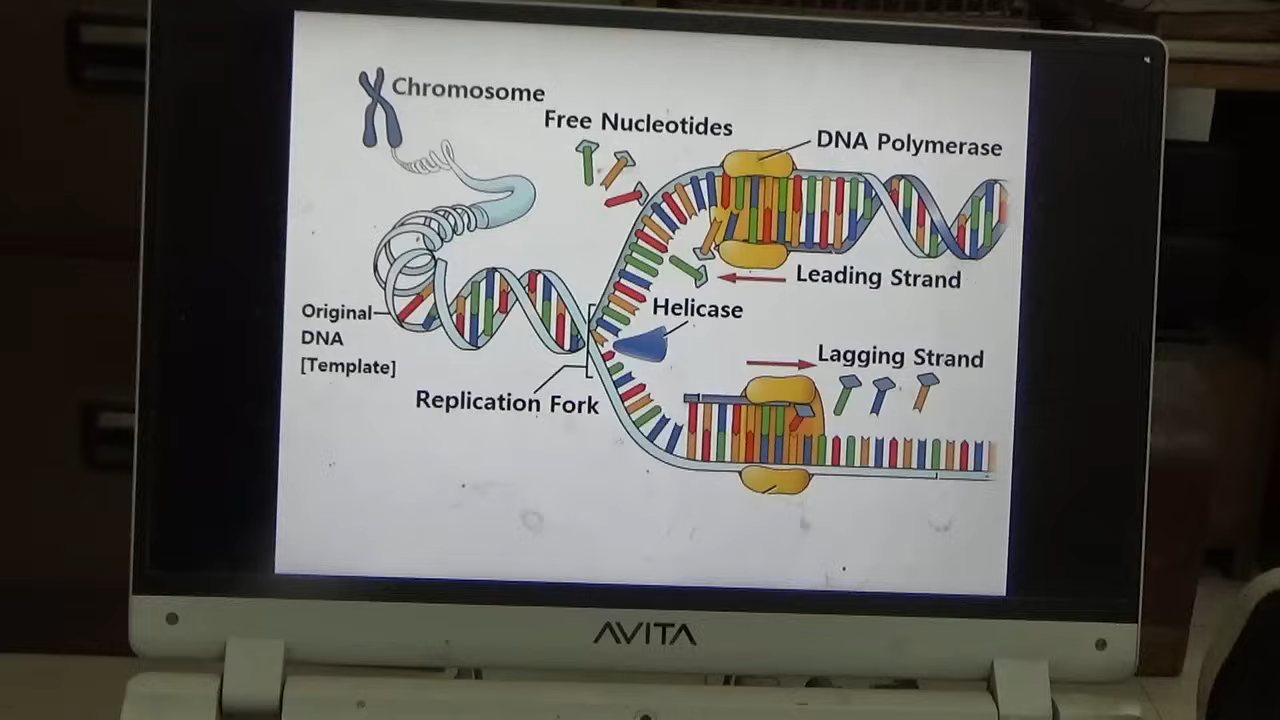 Chromosome
Free Nucleotides
DNA Polymerase
Leading Strand
Original
DNA
[Template]
Helicase
Lagging Strand
Replication Fork
AVITA